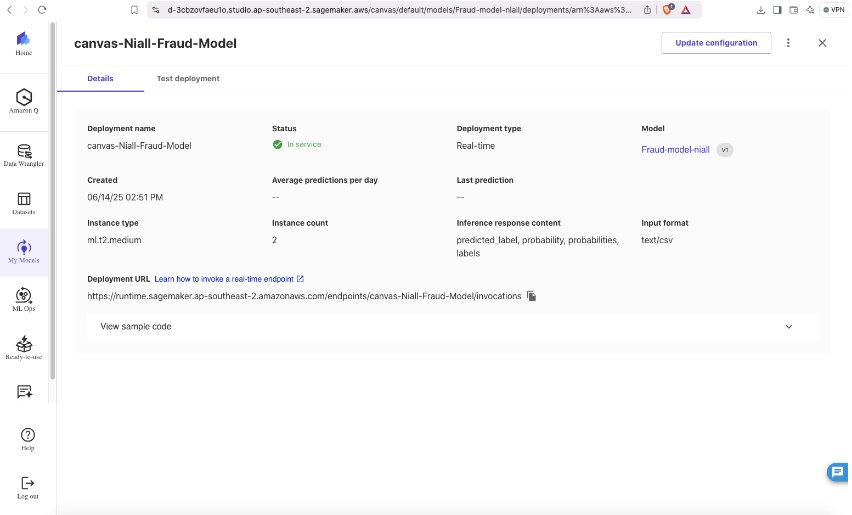 d-3cbzovfaeu1o.studio.ap-southeast-2.sagemaker.aws/canvas/default/models/Fraud-model-niall/deployments/arn%3Aaws%3...
VPN
Home
Amazon Q
Data Wrangler
Datasets
My Models
ML Ops
Ready-to-use
Help
Log out
canvas-Niall-Fraud-Model
Update configuration
Details
Test deployment
Deployment name
canvas-Niall-Fraud-Model
Status
In service
Deployment type
Real-time
Model
Fraud-model-niall V1
Created
06/14/25 02:51 PM
Average predictions per day
--
Last prediction
--
Instance type
ml.t2.medium
Instance count
2
Inference response content
predicted_label, probability, probabilities,
labels
Input format
text/csv
Deployment URL Learn how to invoke a real-time endpoint
https://runtime.sagemaker.ap-southeast-2.amazonaws.com/endpoints/canvas-Niall-Fraud-Model/invocations
View sample code